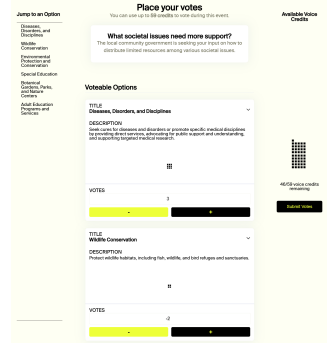 Place your votes
You can use up to 59 credits to vote during this event.
What societal issues need more support?
The local community government is seeking your input on how to
distribute limited resources among various societal issues.
Jump to an Option
Diseases,
Disorders, and
Disciplines
Wildlife
Conservation
Environmental
Protection and
Conservation
Special Education
Botanical
Gardens, Parks,
and Nature
Centers
Adult Education
Programs and
Services
Voteable Options
TITLE
Diseases, Disorders, and Disciplines
DESCRIPTION
Seek cures for diseases and disorders or promote specific medical disciplines
by providing direct services, advocating for public support and understanding,
and supporting targeted medical research.
VOTES
3
-
+
TITLE
Wildlife Conservation
DESCRIPTION
Protect wildlife habitats, including fish, wildlife, and bird refuges and sanctuaries.
VOTES
-2
-
+
Available Voice
Credits
46/59 voice credits
remaining
Submit Votes